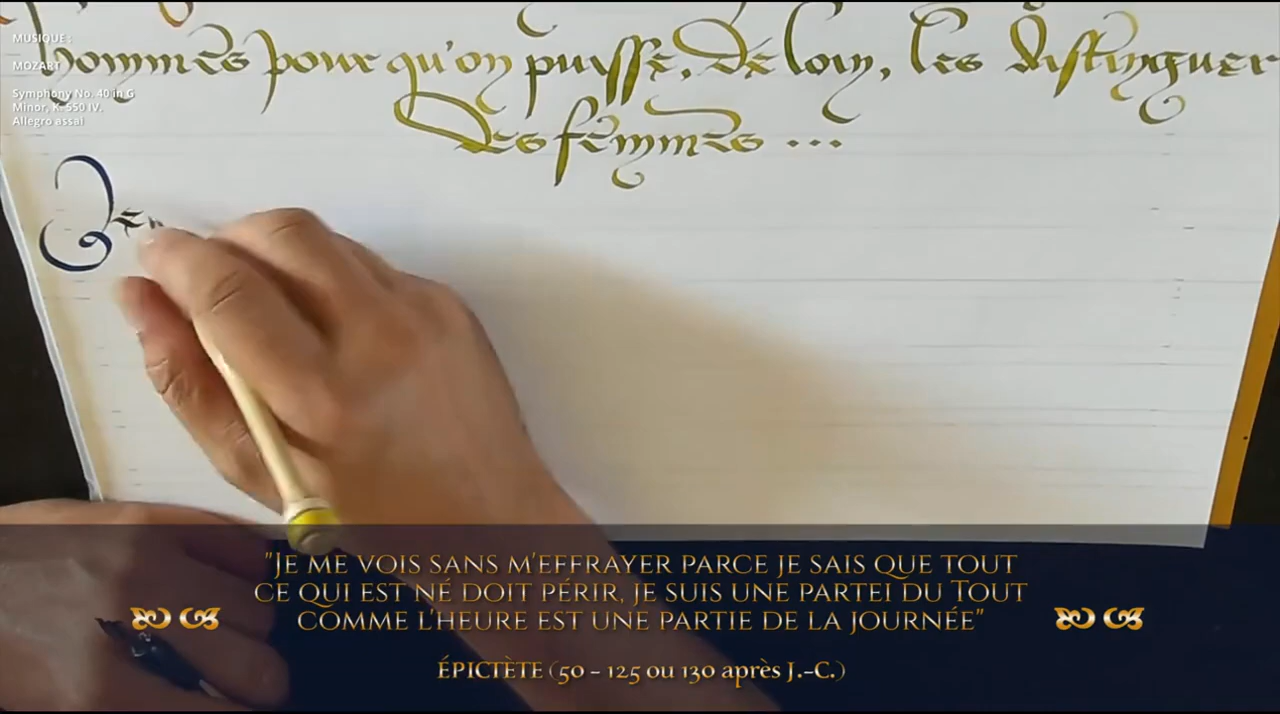 MUSIQUE :
MOZART
Symphony No. 40 in G
Minor, K. 550 IV.
Allegro assai
hommes pour qu'on puisse, de loin, les distinguer
des femmes ...
Je
"JE ME VOIS SANS M'EFFRAYER PARCE JE SAIS QUE TOUT
CE QUI EST NÉ DOIT PÉRIR, JE SUIS UNE PARTEI DU TOUT
COMME L'HEURE EST UNE PARTIE DE LA JOURNÉE"
ÉPICTÈTE (50 - 125 ou 130 après J.-C.)